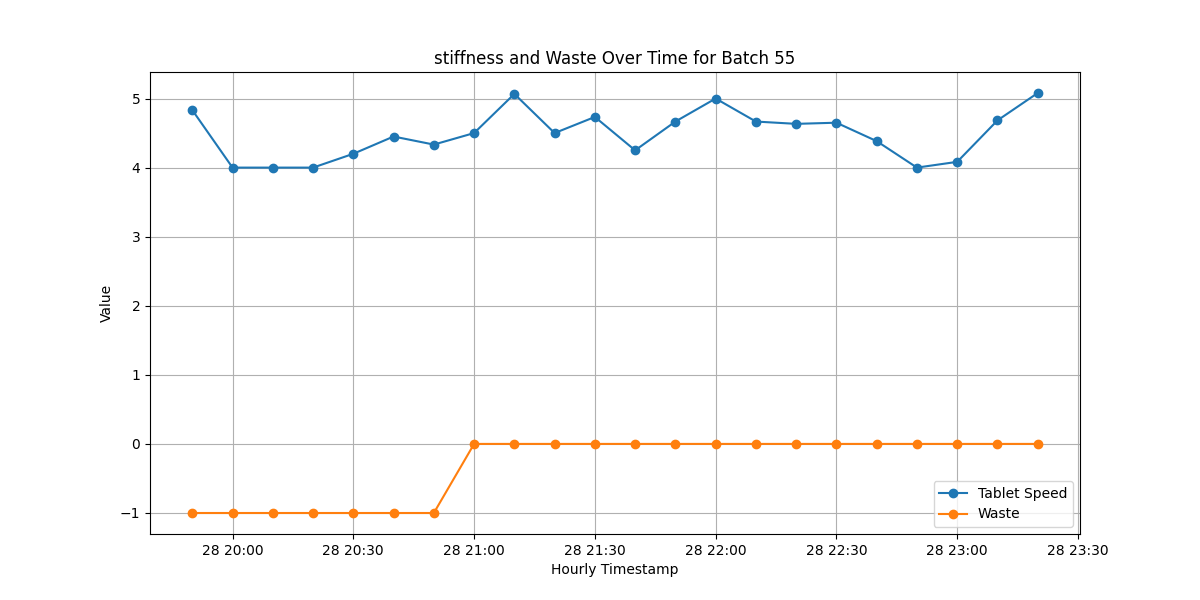 stiffness and Waste Over Time for Batch 55
5
4
3
2
1
0
−1
Value
28 20:00 28 20:30 28 21:00 28 21:30 28 22:00 28 22:30 28 23:00 28 23:30
Hourly Timestamp
Tablet Speed
Waste